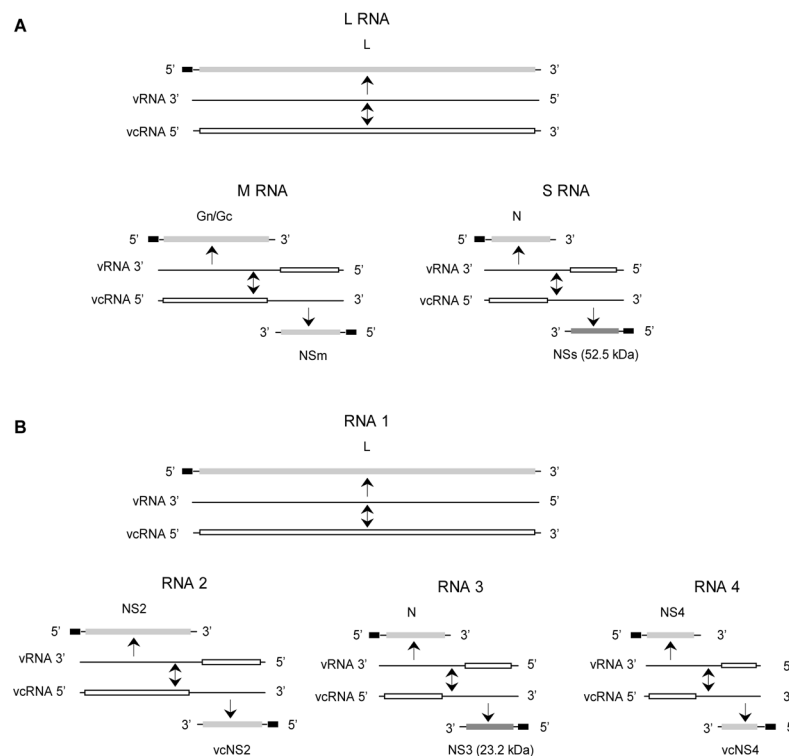 A
L RNA
L
5’ 3’
vRNA 3’ 5’
vcRNA 5’ 3’
M RNA S RNA
Gn/Gc N
5’ 3’ 5’ 3’
vRNA 3’ 5’ vRNA 3’ 5’
vcRNA 5’ 3’ vcRNA 5’ 3’
3’ 5’ 3’ 5’
NSm NSs (52.5 kDa)
B
RNA 1
L
5’ 3’
vRNA 3’ 5’
vcRNA 5’ 3’
RNA 2 RNA 3 RNA 4
NS2 N NS4
5’ 3’ 5’ 3’ 5’ 3’
vRNA 3’ 5’ vRNA 3’ 5’ vRNA 3’ 5’
vcRNA 5’ 3’ vcRNA 5’ 3’ vcRNA 5’ 3’
3’ 5’ 3’ 5’ 3’ 5’
vcNS2 NS3 (23.2 kDa) vcNS4